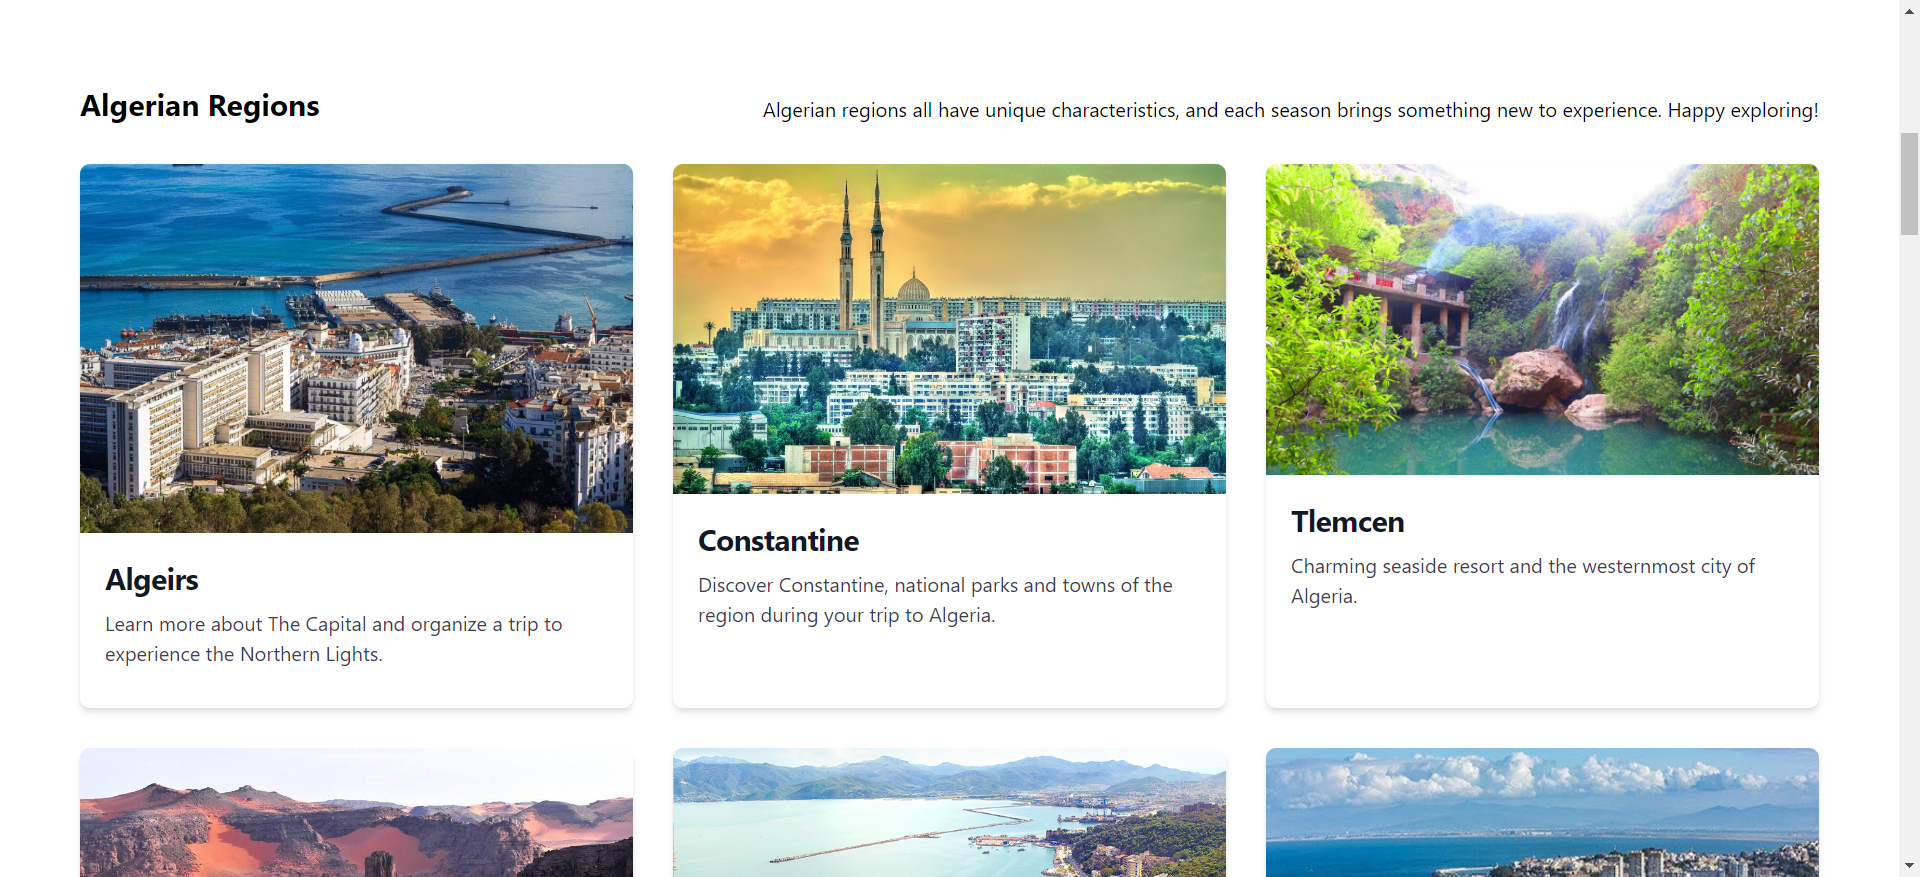 Algerian Regions
Algerian regions all have unique characteristics, and each season brings something new to experience. Happy exploring!
Algeirs
Learn more about The Capital and organize a trip to
experience the Northern Lights.
Constantine
Discover Constantine, national parks and towns of the
region during your trip to Algeria.
Tlemcen
Charming seaside resort and the westernmost city of
Algeria.